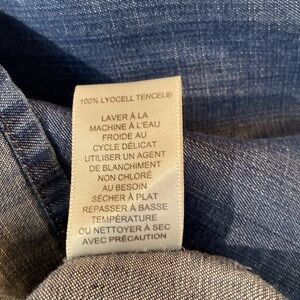 100% LYOCELL TENCEL®
LAVER À LA
MACHINE À L'EAU
FROIDE AU
CYCLE DÉLICAT
UTILISER UN AGENT
DE BLANCHIMENT
NON CHLORÉ
AU BESOIN
SÉCHER À PLAT
REPASSER À BASSE
TEMPÉRATURE
OU NETTOYER À SEC
AVEC PRÉCAUTION